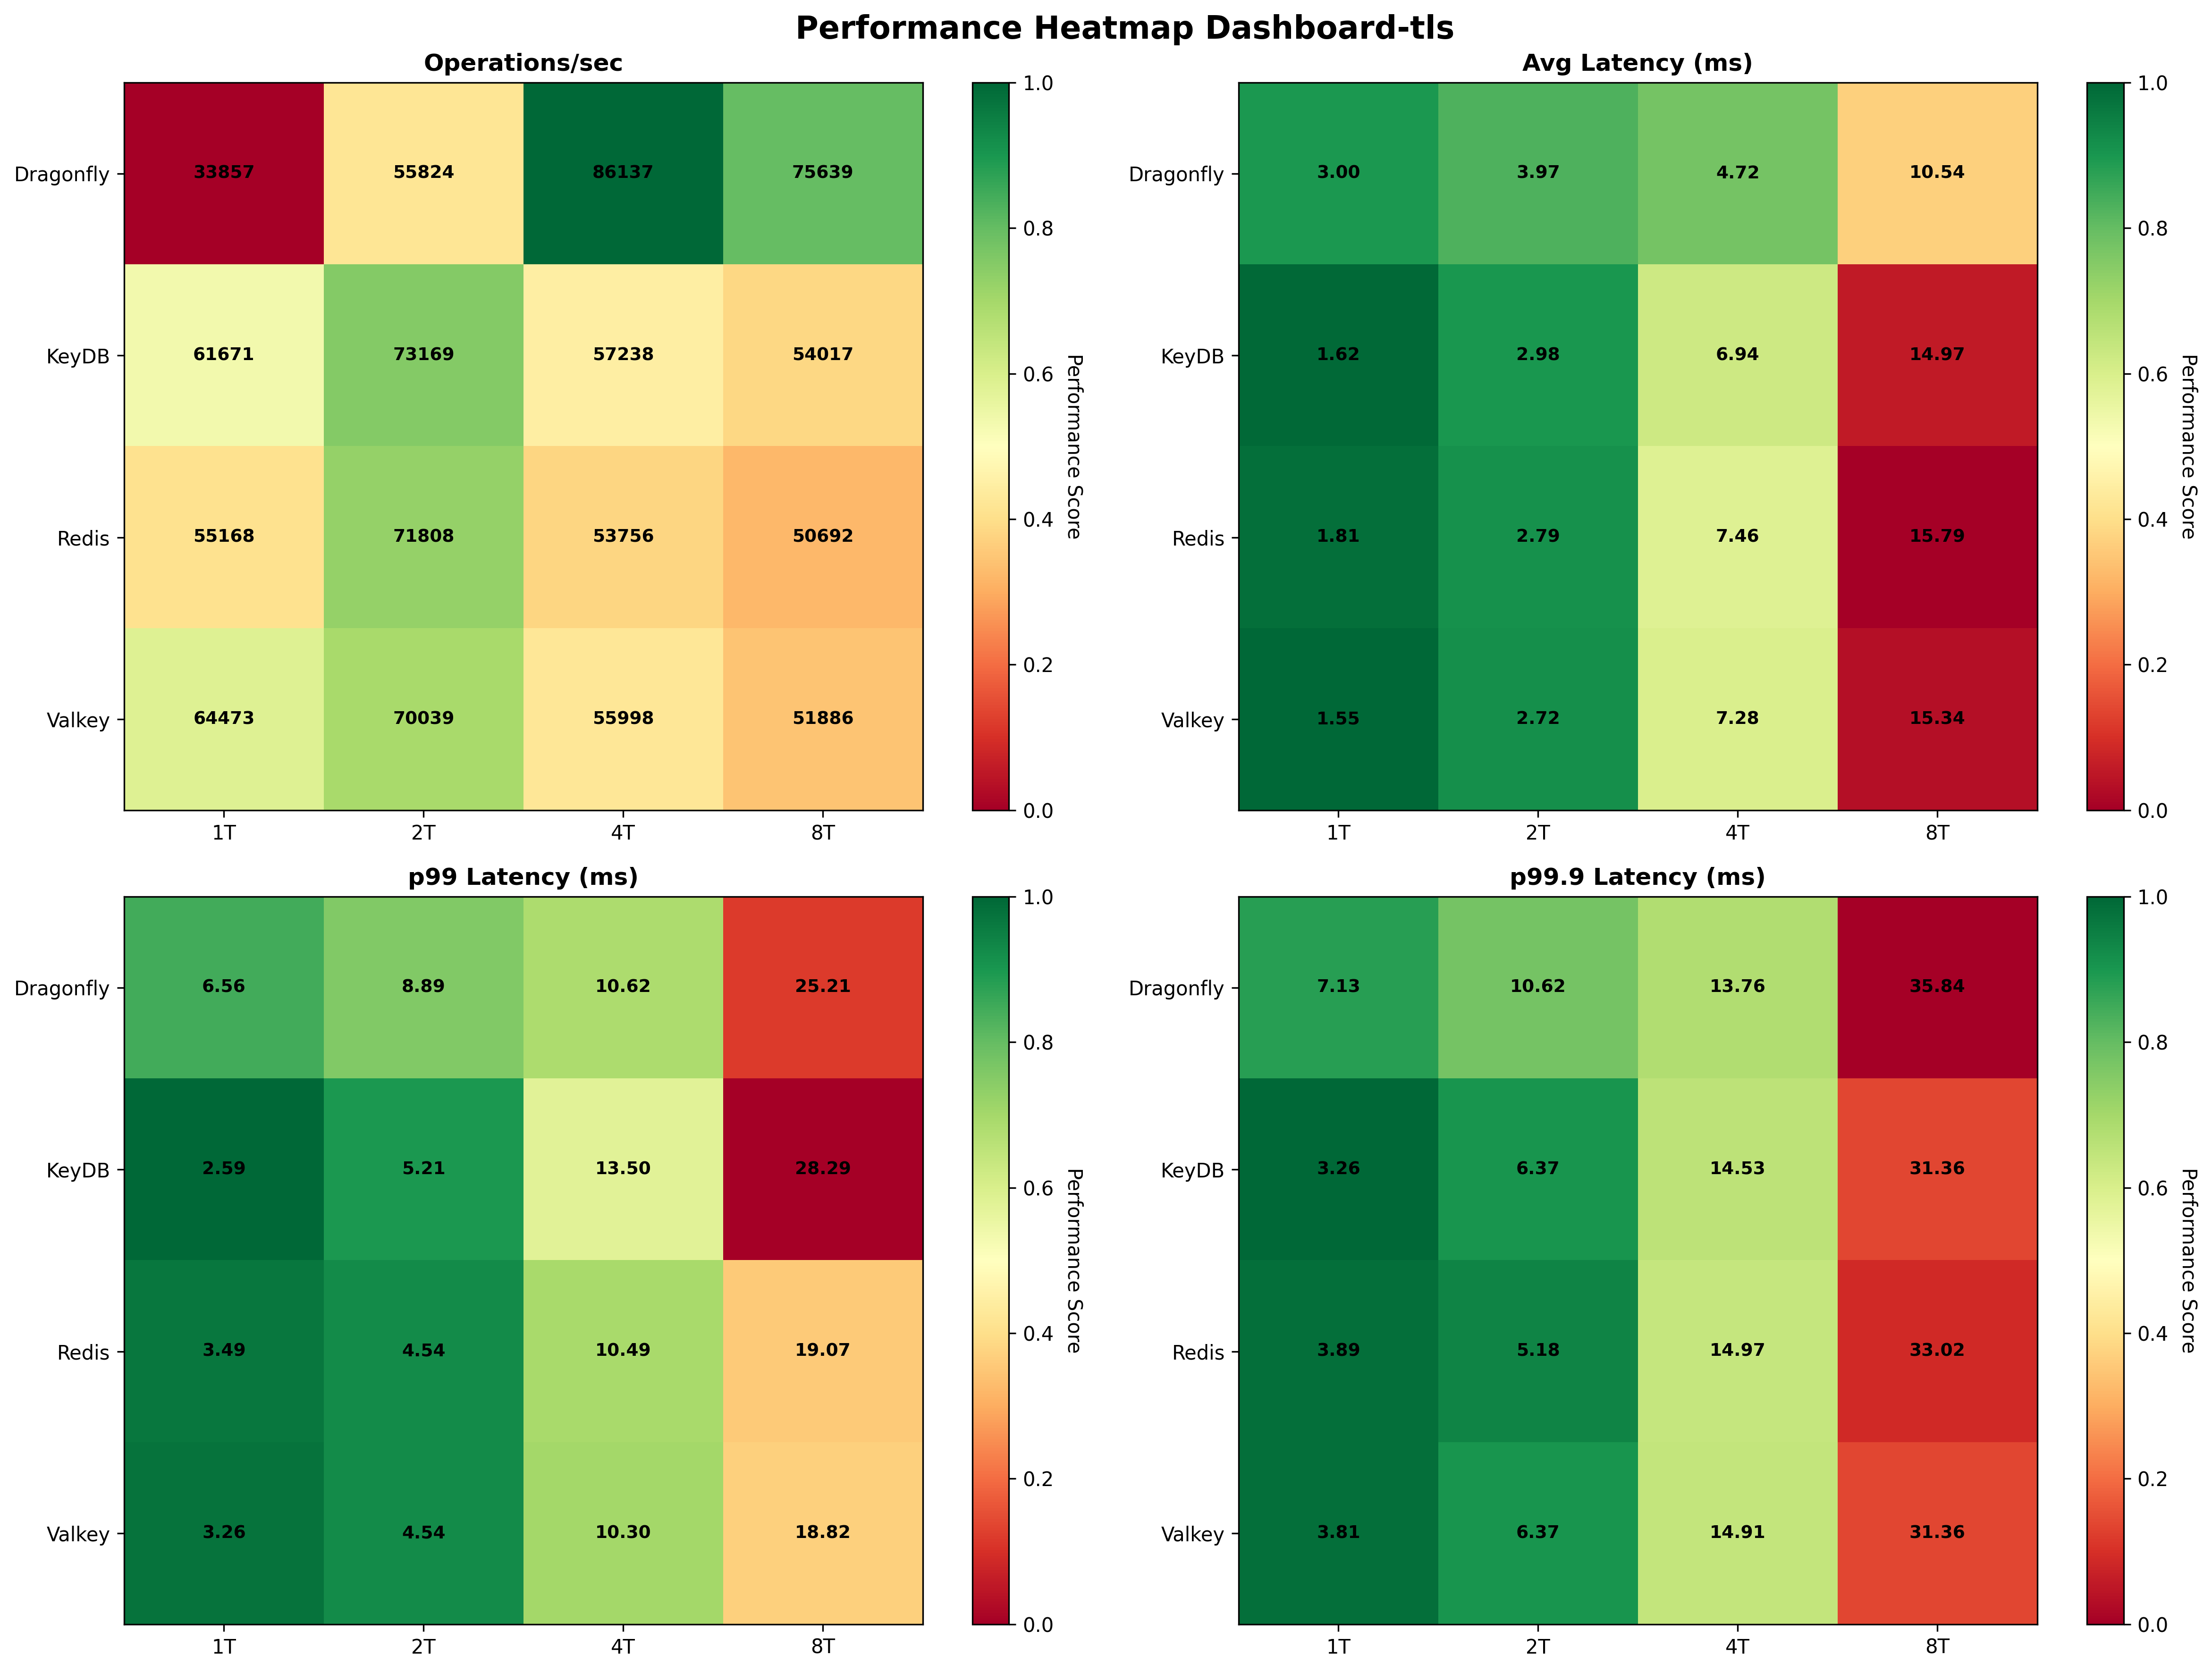 Performance Heatmap Dashboard-tls
Operations/sec
Dragonfly 33857 55824 86137 75639
KeyDB 61671 73169 57238 54017
Redis 55168 71808 53756 50692
Valkey 64473 70039 55998 51886
1T 2T 4T 8T
1.0
0.8
0.6
0.4
0.2
0.0
Performance Score
Avg Latency (ms)
Dragonfly 3.00 3.97 4.72 10.54
KeyDB 1.62 2.98 6.94 14.97
Redis 1.81 2.79 7.46 15.79
Valkey 1.55 2.72 7.28 15.34
1T 2T 4T 8T
1.0
0.8
0.6
0.4
0.2
0.0
Performance Score
p99 Latency (ms)
Dragonfly 6.56 8.89 10.62 25.21
KeyDB 2.59 5.21 13.50 28.29
Redis 3.49 4.54 10.49 19.07
Valkey 3.26 4.54 10.30 18.82
1T 2T 4T 8T
1.0
0.8
0.6
0.4
0.2
0.0
Performance Score
p99.9 Latency (ms)
Dragonfly 7.13 10.62 13.76 35.84
KeyDB 3.26 6.37 14.53 31.36
Redis 3.89 5.18 14.97 33.02
Valkey 3.81 6.37 14.91 31.36
1T 2T 4T 8T
1.0
0.8
0.6
0.4
0.2
0.0
Performance Score